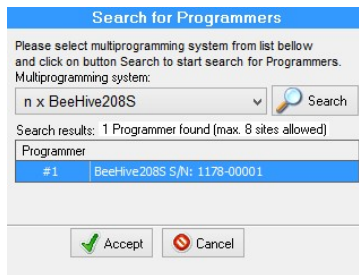 Search for Programmers
Please select multiprogramming system from list bellow
and click on button Search to start search for Programmers.
Multiprogramming system:
n x BeeHive208S
Search
Search results: 1 Programmer found (max. 8 sites allowed)
Programmer
#1 BeeHive208S S/N: 1178-00001
Accept Cancel